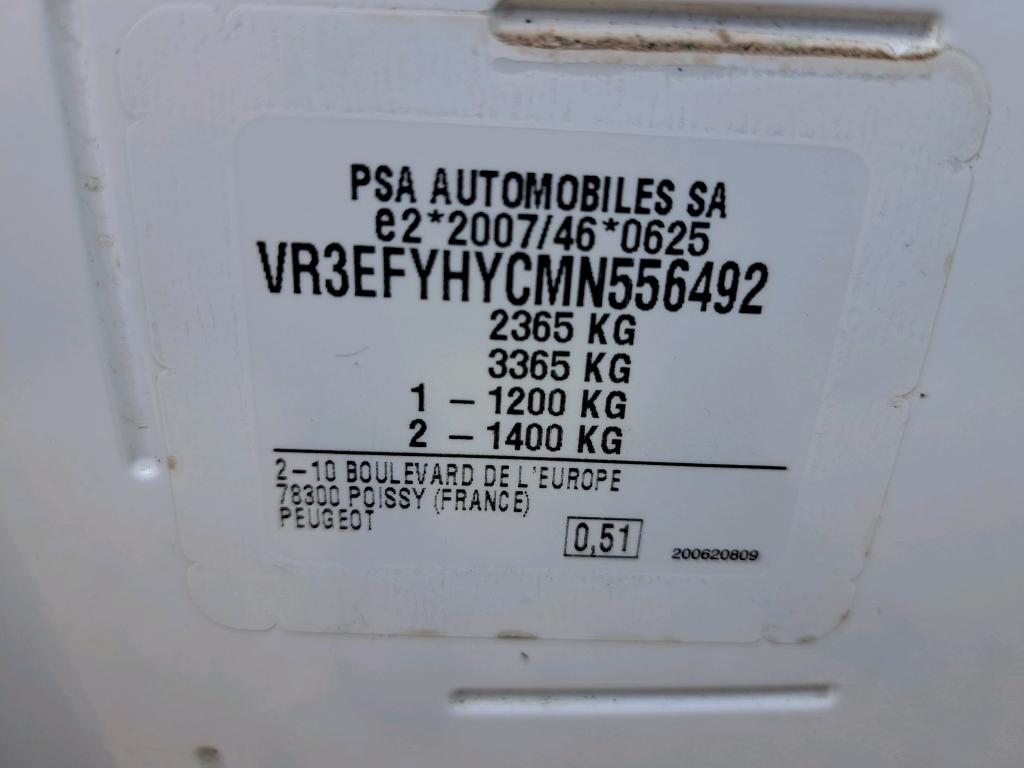 PSA AUTOMOBILES SA
e2*2007/46*0625
VR3EFYHYCMN556492
2365 KG
3365 KG
1 - 1200 KG
2 - 1400 KG
2-10 BOULEVARD DE L'EUROPE
78300 POISSY (FRANCE)
PEUGEOT
0,51
200620809